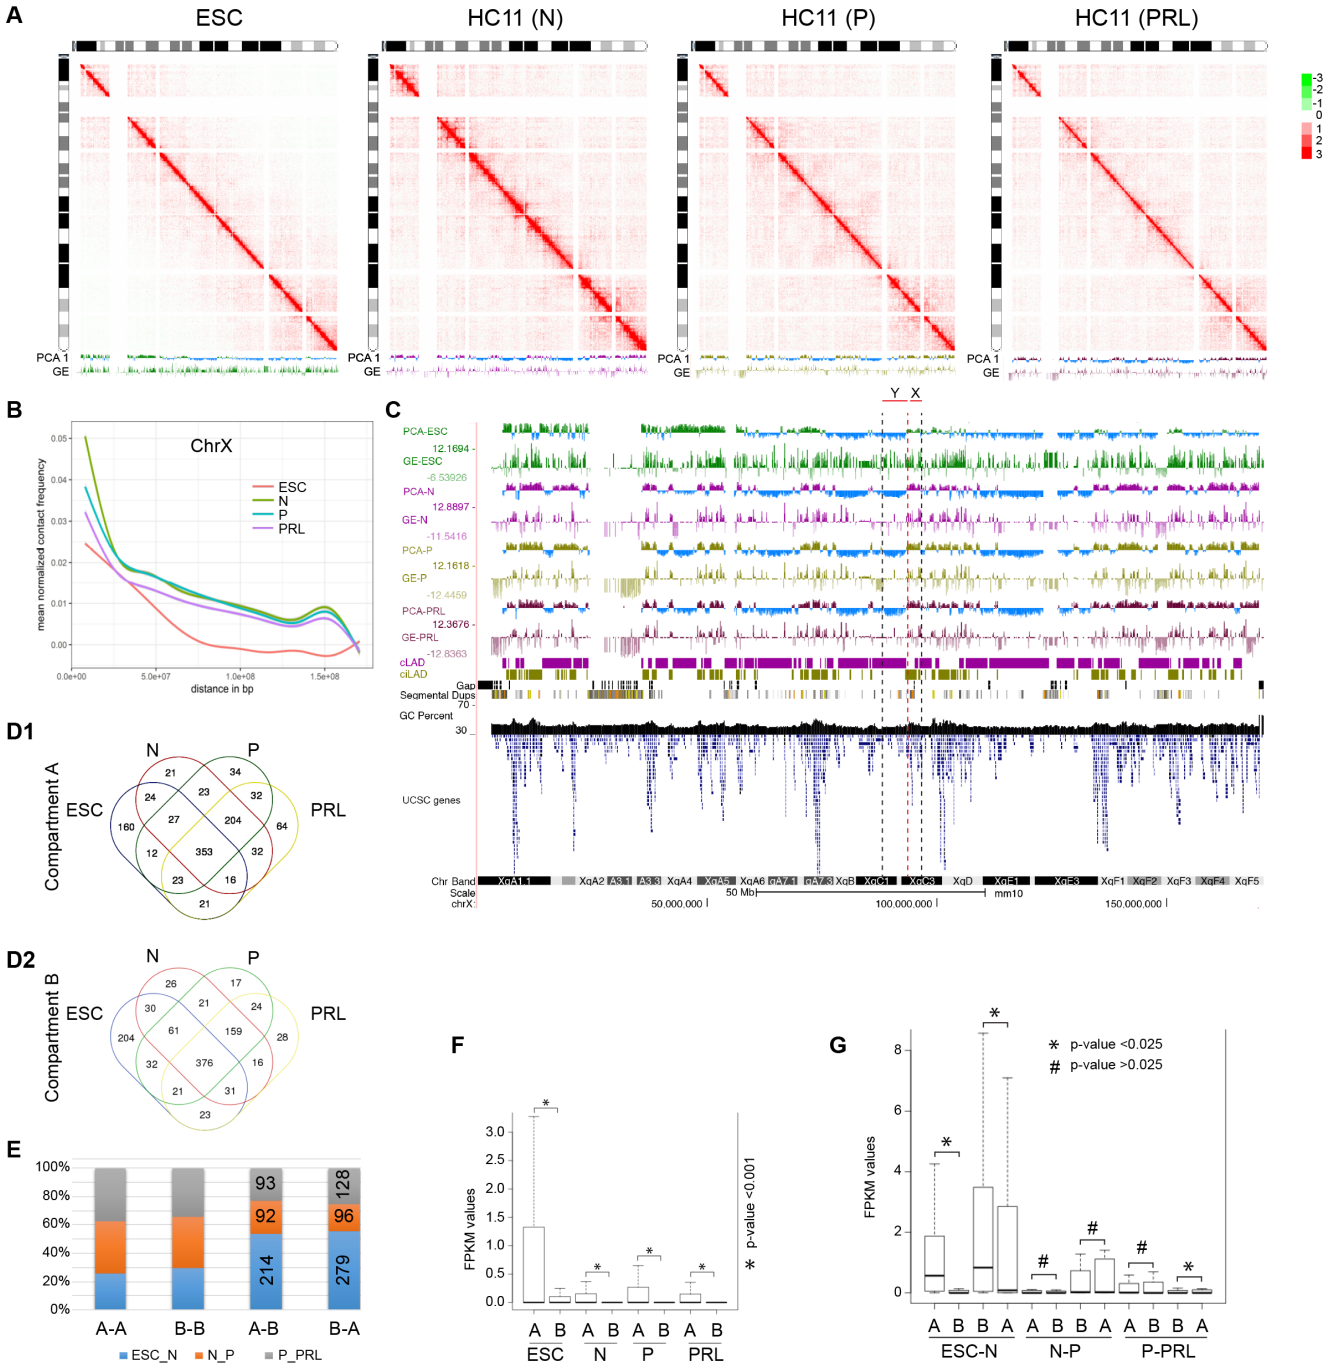 A
ESC
HC11 (N)
HC11 (P)
HC11 (PRL)
-3
-2
-1
0
1
2
3
PCA 1
GE
PCA 1
GE
PCA 1
GE
PCA 1
GE
B
ChrX
mean normalized contact frequency
0.05
0.04
0.03
0.02
0.01
0.00
ESC
N
P
PRL
0.0e+00
5.0e+07
1.0e+08
1.5e+08
distance in bp
C
Y
X
PCA-ESC
12.1694
GE-ESC
-6.53926
PCA-N
12.8897
GE-N
-11.5416
PCA-P
12.1618
GE-P
-12.4459
PCA-PRL
12.3676
GE-PRL
-12.8363
cLAD
ciLAD
Gap
Segmental Dups
70
GC Percent
30
UCSC genes
Chr Band
XqA1.1
XqA2
A3.1
A3.3
XqA4
XqA5
XqA6
qA7.1
qA7.3
XqB
XqC1
XqC3
XqD
XqE1
XqE3
XqF1
XqF2
XqF3
XqF4
XqF5
Scale
50 Mb
mm10
chrX:
50,000,000
100,000,000
150,000,000
D1
Compartment A
N
P
ESC
PRL
21
34
24
23
32
160
27
204
64
12
353
32
23
16
21
D2
Compartment B
N
P
ESC
PRL
26
17
30
21
24
204
61
159
28
32
376
16
21
31
23
E
100%
80%
60%
40%
20%
0%
93
92
214
128
96
279
A-A
B-B
A-B
B-A
ESC_N
N_P
P_PRL
F
FPKM values
3.0
2.5
2.0
1.5
1.0
0.5
0.0
*
*
*
*
* p-value <0.001
A B A B A B A B
ESC N P PRL
G
* p-value <0.025
# p-value >0.025
FPKM values
8
6
4
2
0
*
*
#
#
#
*
A B B A A B B A A B B A
ESC-N N-P P-PRL